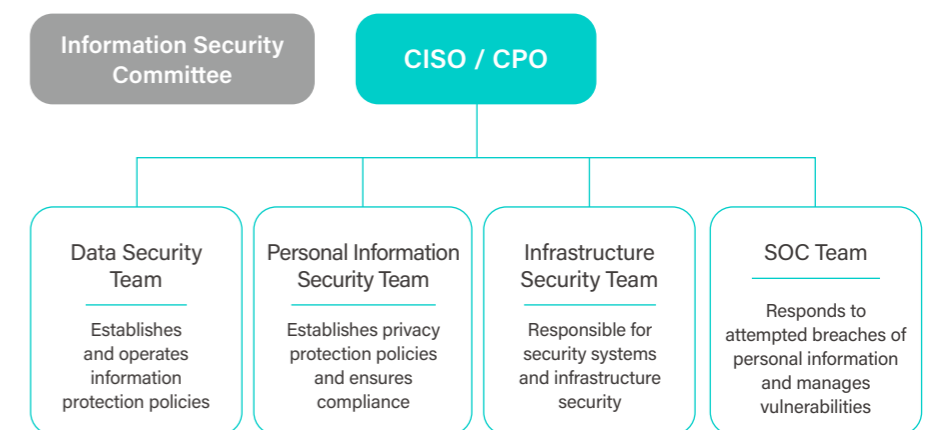 Information Security
Committee
CISO / CPO
Data Security
Team
Establishes
and operates
information
protection policies
Personal Information
Security Team
Establishes privacy
protection policies
and ensures
compliance
Infrastructure
Security Team
Responsible for
security systems
and infrastructure
security
SOC Team
Responds to
attempted breaches of
personal information
and manages
vulnerabilities